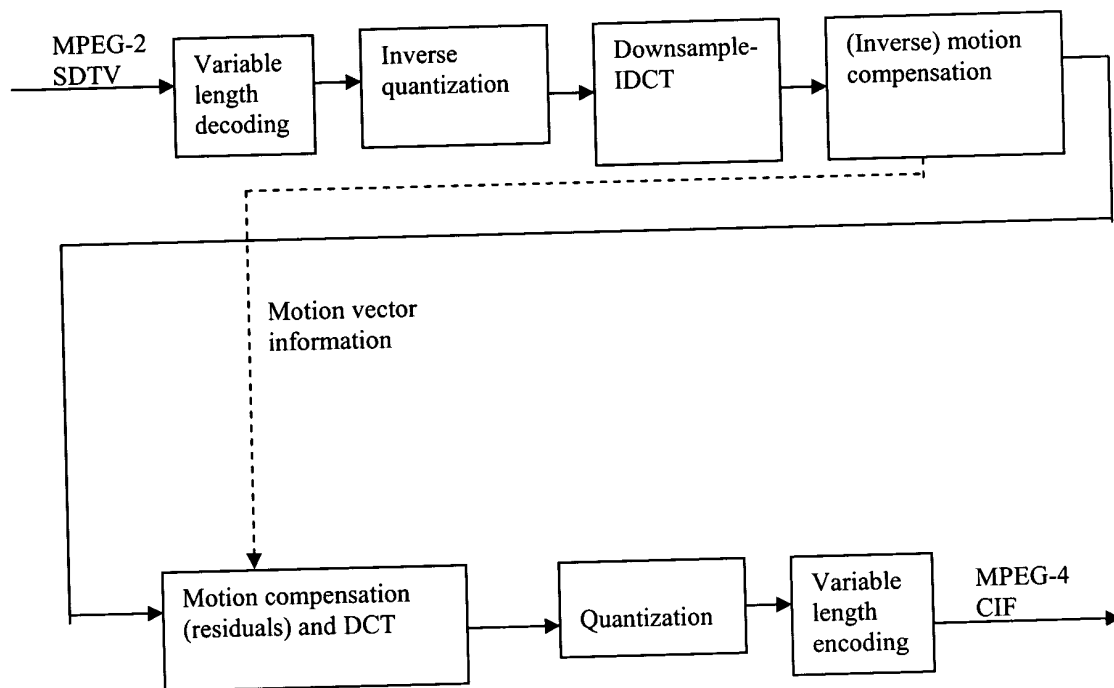 MPEG-2
SDTV
Variable
length
decoding
Inverse
quantization
Downsample-
IDCT
(Inverse) motion
compensation
Motion vector
information
Motion compensation
(residuals) and DCT
Quantization
Variable
length
encoding
MPEG-4
CIF